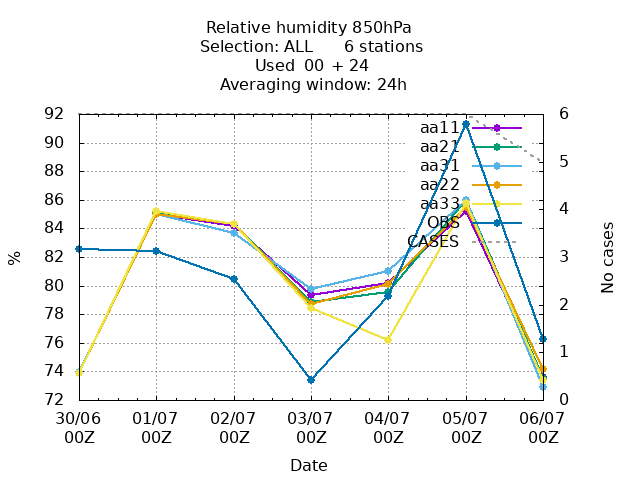 Relative humidity 850hPa
Selection: ALL 6 stations
Used 00 + 24
Averaging window: 24h
92
90
88
86
84
82
80
78
76
74
72
%
6
5
4
3
2
1
0
No cases
aa11
aa21
aa31
aa22
aa33
OBS
CASES
30/06 01/07 02/07 03/07 04/07 05/07 06/07
00Z 00Z 00Z 00Z 00Z 00Z 00Z
Date